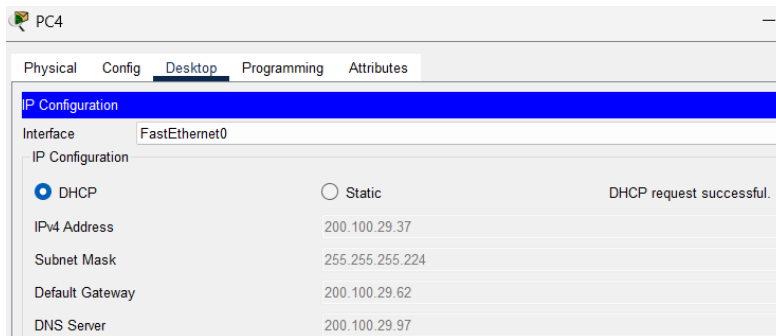 PC4
Physical Config Desktop Programming Attributes
IP Configuration
Interface FastEthernet0
IP Configuration
DHCP Static DHCP request successful.
IPv4 Address 200.100.29.37
Subnet Mask 255.255.255.224
Default Gateway 200.100.29.62
DNS Server 200.100.29.97